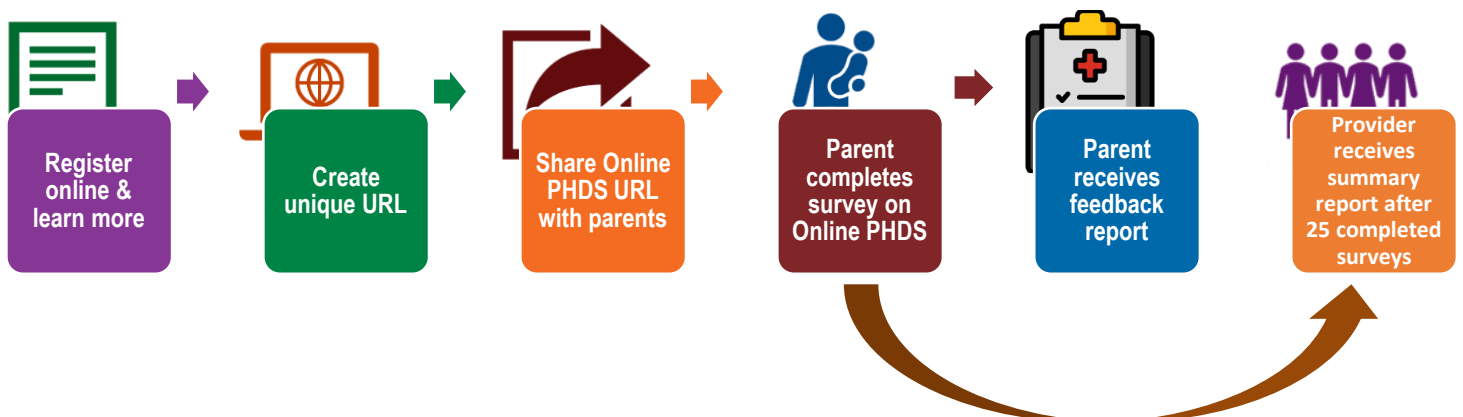 Register
online &
learn more
Create
unique URL
Share Online
PHDS URL
with parents
Parent
completes
survey on
Online PHDS
Parent
receives
feedback
report
Provider
receives
summary
report after
25 completed
surveys